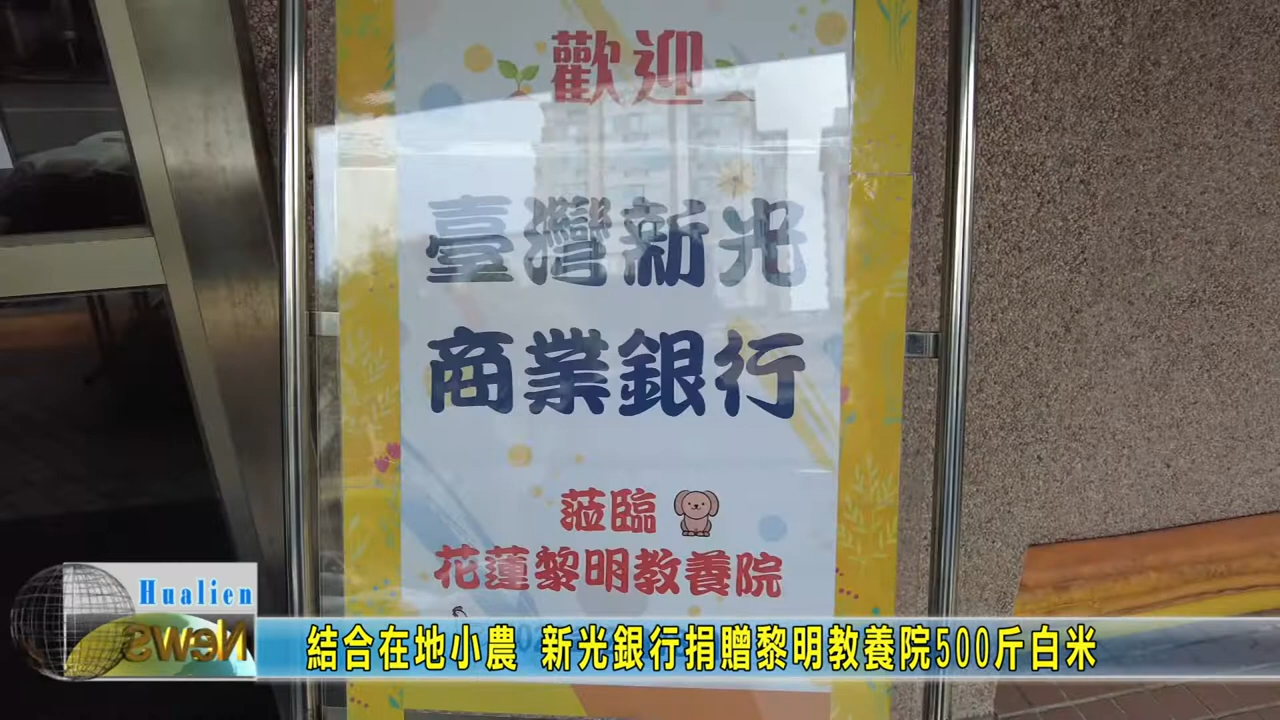 歡迎
臺灣新光
商業銀行
蒞臨
花蓮黎明教養院
Hualien
News
結合在地小農 新光銀行捐贈黎明教養院500斤白米